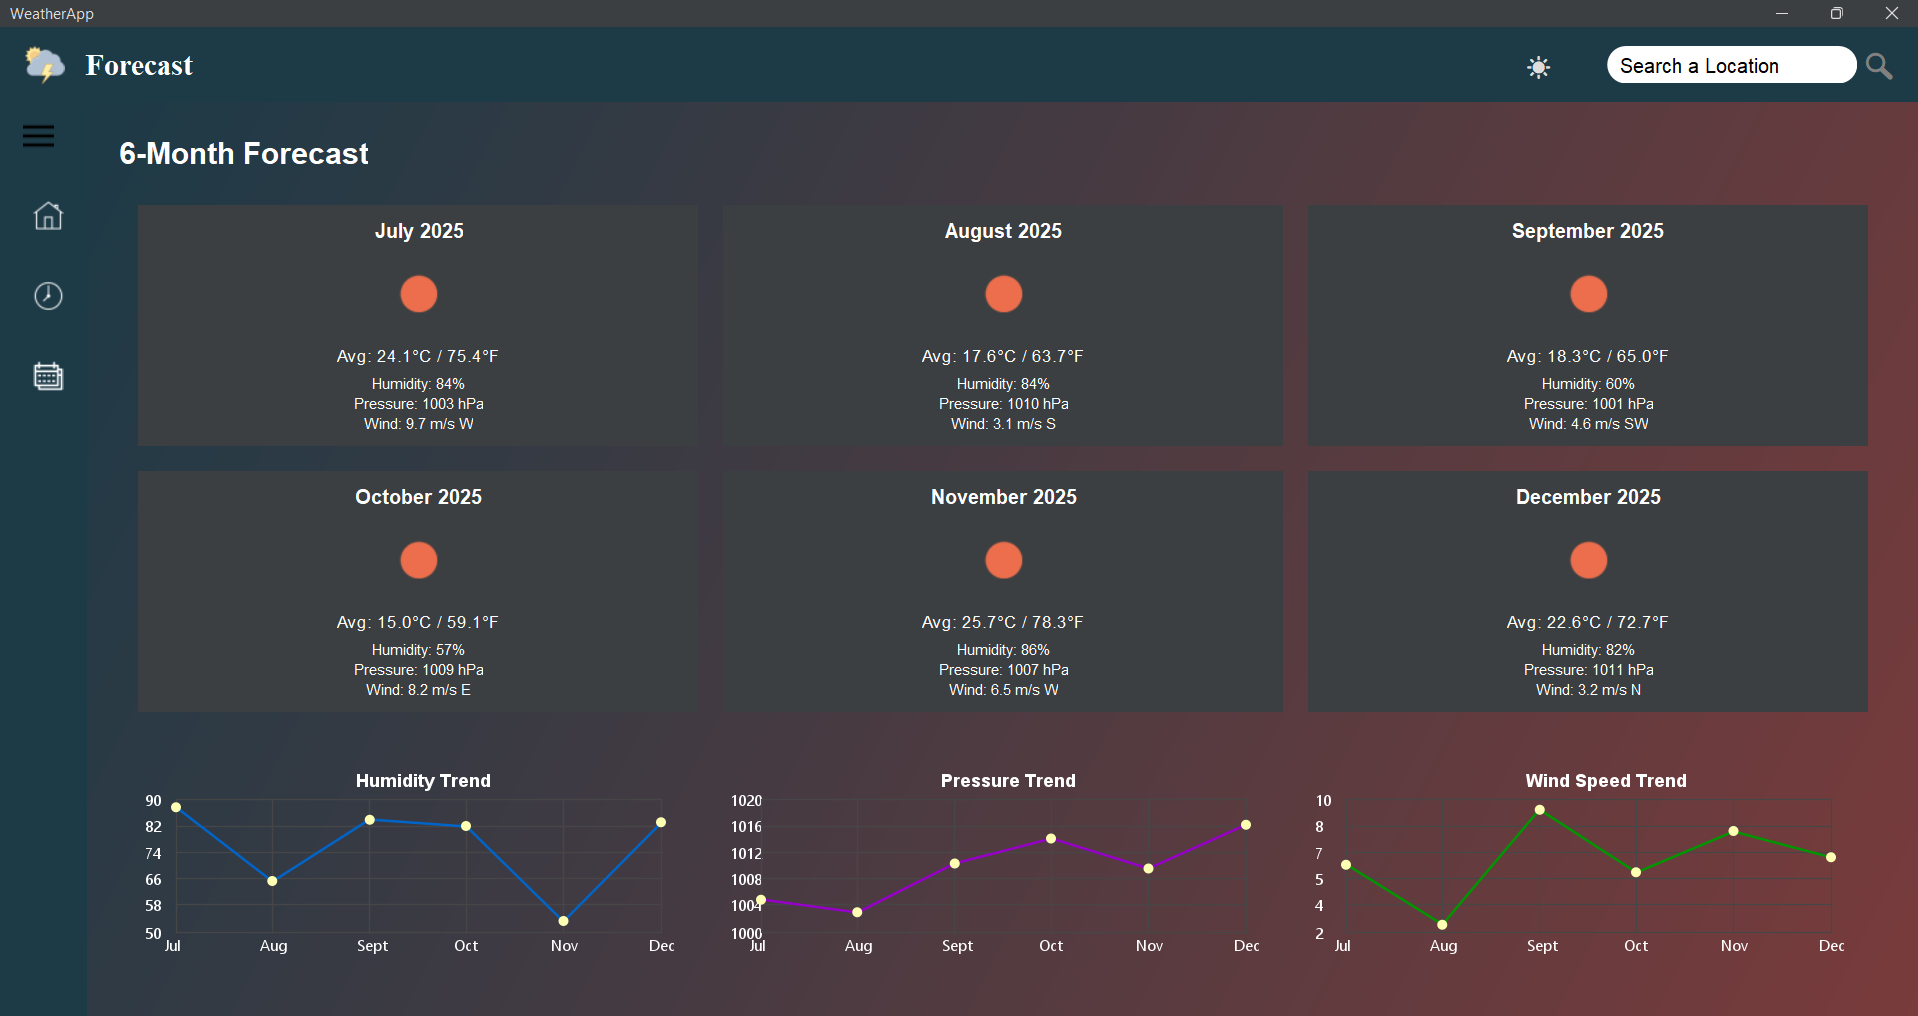 WeatherApp
Forecast
Search a Location
6-Month Forecast
July 2025
Avg: 24.1°C / 75.4°F
Humidity: 84%
Pressure: 1003 hPa
Wind: 9.7 m/s W
August 2025
Avg: 17.6°C / 63.7°F
Humidity: 84%
Pressure: 1010 hPa
Wind: 3.1 m/s S
September 2025
Avg: 18.3°C / 65.0°F
Humidity: 60%
Pressure: 1001 hPa
Wind: 4.6 m/s SW
October 2025
Avg: 15.0°C / 59.1°F
Humidity: 57%
Pressure: 1009 hPa
Wind: 8.2 m/s E
November 2025
Avg: 25.7°C / 78.3°F
Humidity: 86%
Pressure: 1007 hPa
Wind: 6.5 m/s W
December 2025
Avg: 22.6°C / 72.7°F
Humidity: 82%
Pressure: 1011 hPa
Wind: 3.2 m/s N
Humidity Trend
90
82
74
66
58
50
Jul Aug Sept Oct Nov Dec
Pressure Trend
1020
1016
1012
1008
1004
1000
Jul Aug Sept Oct Nov Dec
Wind Speed Trend
10
8
7
5
4
2
Jul Aug Sept Oct Nov Dec